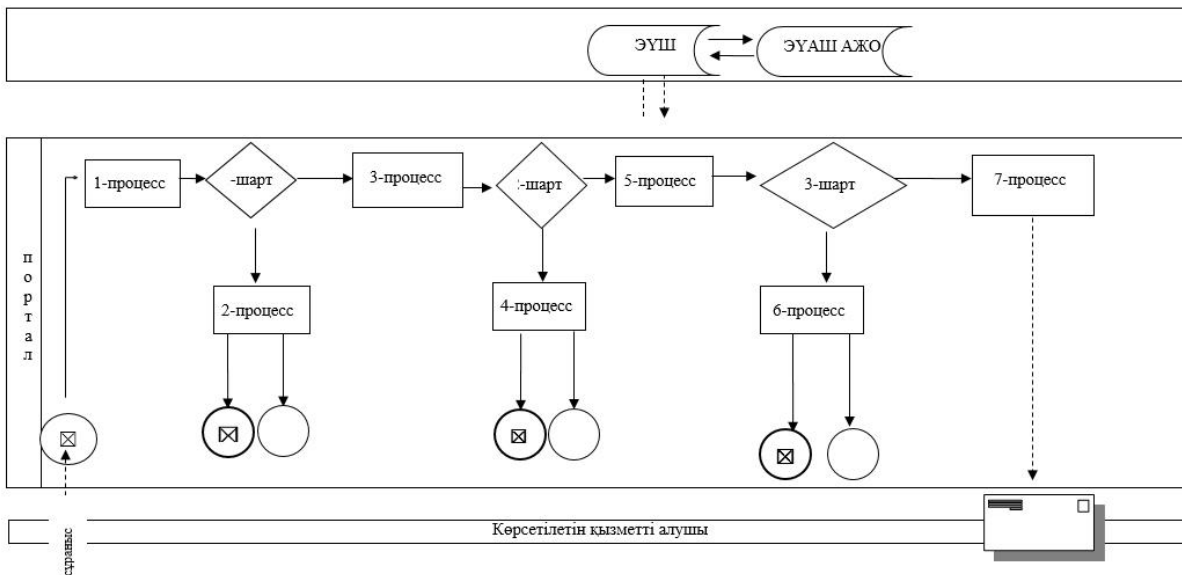 ЭҮШ
ЭҮАШ АЖО
1-процесс
-шарт
3-процесс
-шарт
5-процесс
3-шарт
7-процесс
портал
2-процесс
4-процесс
6-процесс
Көрсетілетін қызметті алушы
сұраныс